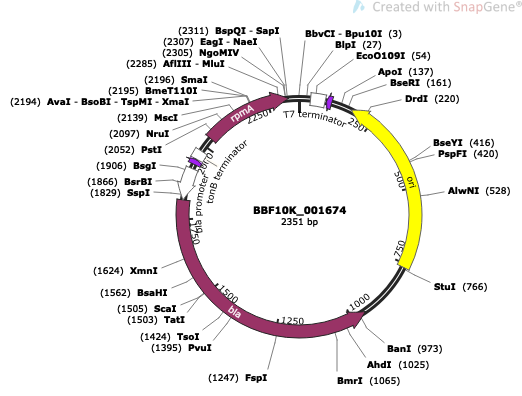 Created with SnapGene®
(2311) BspQI - SapI
(2307) EagI - NaeI
(2305) NgoMIV
(2285) AflIII - MluI
(2196) SmaI
(2195) BmeT110I
(2194) AvaI - BsoBI - TspMI - XmaI
(2139) MscI
(2097) NruI
(2052) PstI
(1906) BsgI
(1866) BsrBI
(1829) SspI
(1624) XmnI
(1562) BsaHI
(1505) ScaI
(1503) TatI
(1424) TsoI
(1395) PvuI
(1247) FspI
BbvCI - Bpu10I (3)
BlpI (27)
EcoO109I (54)
ApoI (137)
BseRI (161)
DrdI (220)
BseYI (416)
PspFI (420)
AlwNI (528)
StuI (766)
BanI (973)
AhdI (1025)
BmrI (1065)
T7 terminator
rpmA
tonB terminator
bla promoter
bla
ori
250
500
750
1000
1250
1500
1750
2000
2250
BBF10K_001674
2351 bp